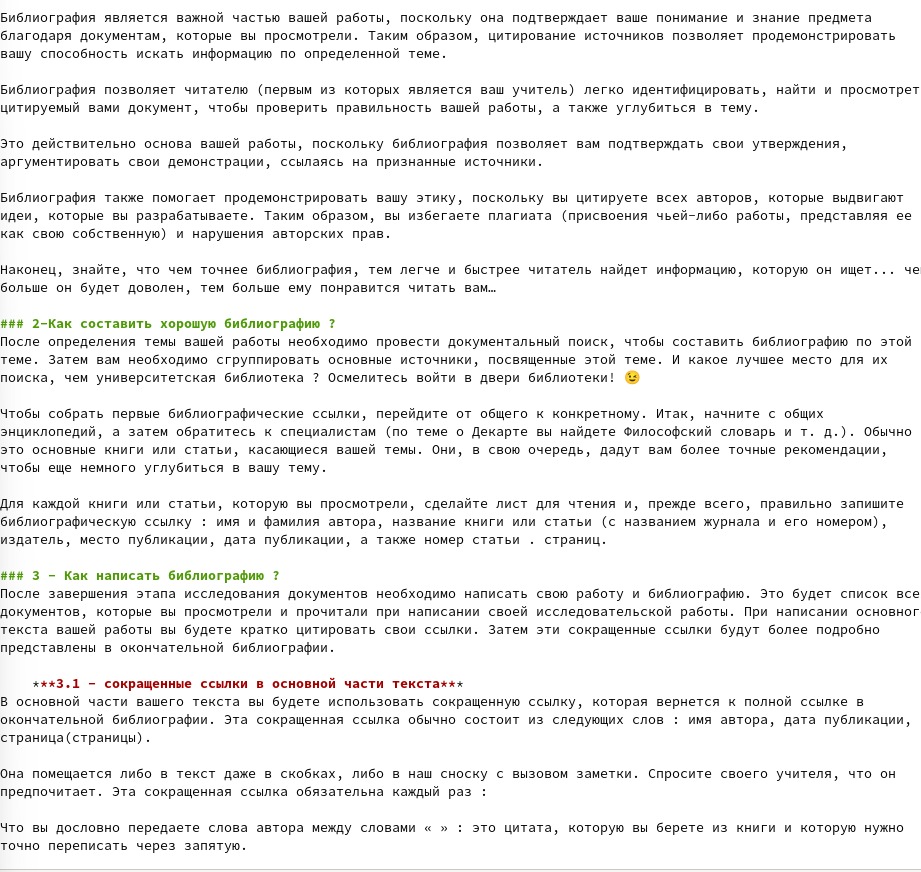 Библиография является важной частью вашей работы, поскольку она подтверждает ваше понимание и знание предмета
благодаря документам, которые вы просмотрели. Таким образом, цитирование источников позволяет продемонстрировать
вашу способность искать информацию по определенной теме.
Библиография позволяет читателю (первым из которых является ваш учитель) легко идентифицировать, найти и просмотрет
цитируемый вами документ, чтобы проверить правильность вашей работы, а также углубиться в тему.
Это действительно основа вашей работы, поскольку библиография позволяет вам подтверждать свои утверждения,
аргументировать свои демонстрации, ссылаясь на признанные источники.
Библиография также помогает продемонстрировать вашу этику, поскольку вы цитируете всех авторов, которые выдвигают
идеи, которые вы разрабатываете. Таким образом, вы избегаете плагиата (присвоения чьей-либо работы, представляя ее
как свою собственную) и нарушения авторских прав.
Наконец, знайте, что чем точнее библиография, тем легче и быстрее читатель найдет информацию, которую он ищет... че
больше он будет доволен, тем больше ему понравится читать вам…
### 2-Как составить хорошую библиографию ?
После определения темы вашей работы необходимо провести документальный поиск, чтобы составить библиографию по этой
теме. Затем вам необходимо сгруппировать основные источники, посвященные этой теме. И какое лучшее место для их
поиска, чем университетская библиотека ? Осмелитесь войти в двери библиотеки! 😉
Чтобы собрать первые библиографические ссылки, перейдите от общего к конкретному. Итак, начните с общих
энциклопедий, а затем обратитесь к специалистам (по теме о Декарте вы найдете Философский словарь и т. д.). Обычно
это основные книги или статьи, касающиеся вашей темы. Они, в свою очередь, дадут вам более точные рекомендации,
чтобы еще немного углубиться в вашу тему.
Для каждой книги или статьи, которую вы просмотрели, сделайте лист для чтения и, прежде всего, правильно запишите
библиографическую ссылку : имя и фамилия автора, название книги или статьи (с названием журнала и его номером),
издатель, место публикации, дата публикации, а также номер статьи . страниц.
### 3 - Как написать библиографию ?
После завершения этапа исследования документов необходимо написать свою работу и библиографию. Это будет список все
документов, которые вы просмотрели и прочитали при написании своей исследовательской работы. При написании основног
текста вашей работы вы будете кратко цитировать свои ссылки. Затем эти сокращенные ссылки будут более подробно
представлены в окончательной библиографии.
***3.1 - сокращенные ссылки в основной части текста***
В основной части вашего текста вы будете использовать сокращенную ссылку, которая вернется к полной ссылке в
окончательной библиографии. Эта сокращенная ссылка обычно состоит из следующих слов : имя автора, дата публикации,
страница(страницы).
Она помещается либо в текст даже в скобках, либо в наш сноску с вызовом заметки. Спросите своего учителя, что он
предпочитает. Эта сокращенная ссылка обязательна каждый раз :
Что вы дословно передаете слова автора между словами « » : это цитата, которую вы берете из книги и которую нужно
точно переписать через запятую.